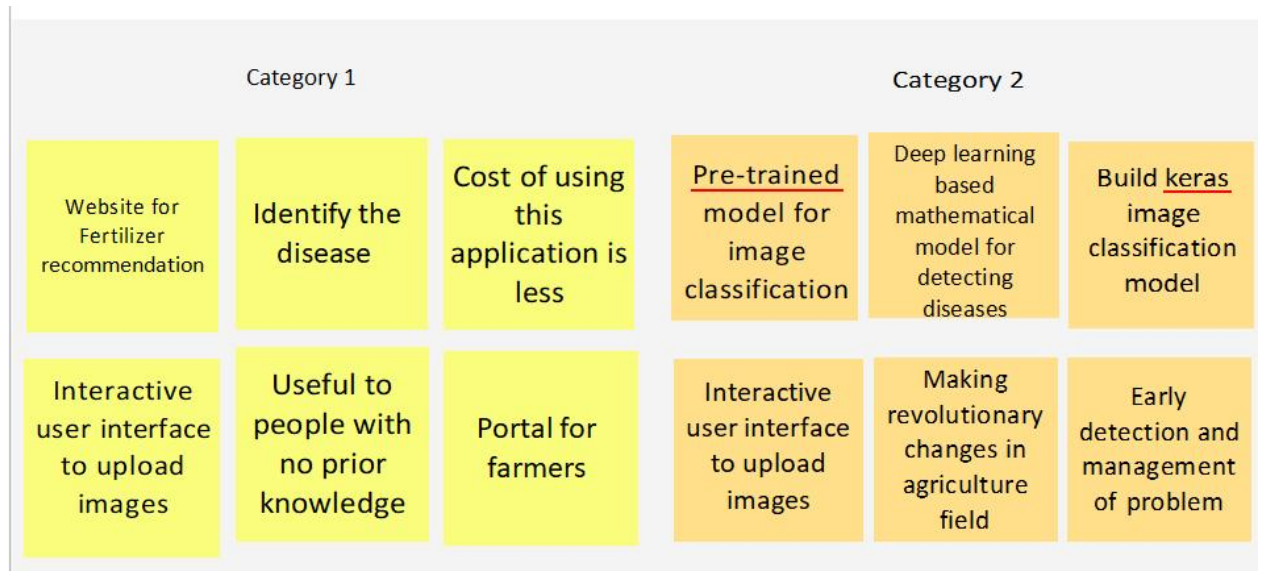 Category 1
Category 2
Website for
Fertilizer
recommendation
Identify the
disease
Cost of using
this
application is
less
Pre-trained
model for
image
classification
Deep learning
based
mathematical
model for
detecting
diseases
Build keras
image
classification
model
Interactive
user interface
to upload
images
Useful to
people with
no prior
knowledge
Portal for
farmers
Interactive
user interface
to upload
images
Making
revolutionary
changes in
agriculture
field
Early
detection and
management
of problem